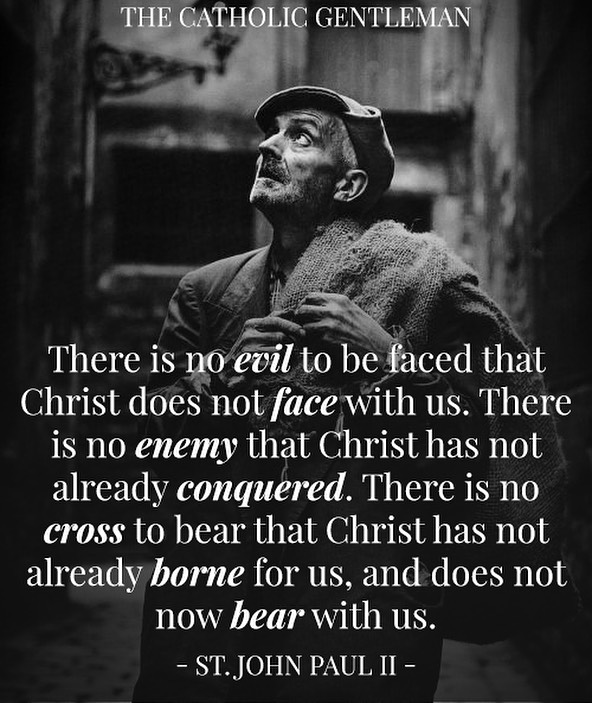 THE CATHOLIC GENTLEMAN
There is no evil to be faced that
Christ does not face with us. There
is no enemy that Christ has not
already conquered. There is no
cross to bear that Christ has not
already borne for us, and does not
now bear with us.
- ST. JOHN PAUL II -